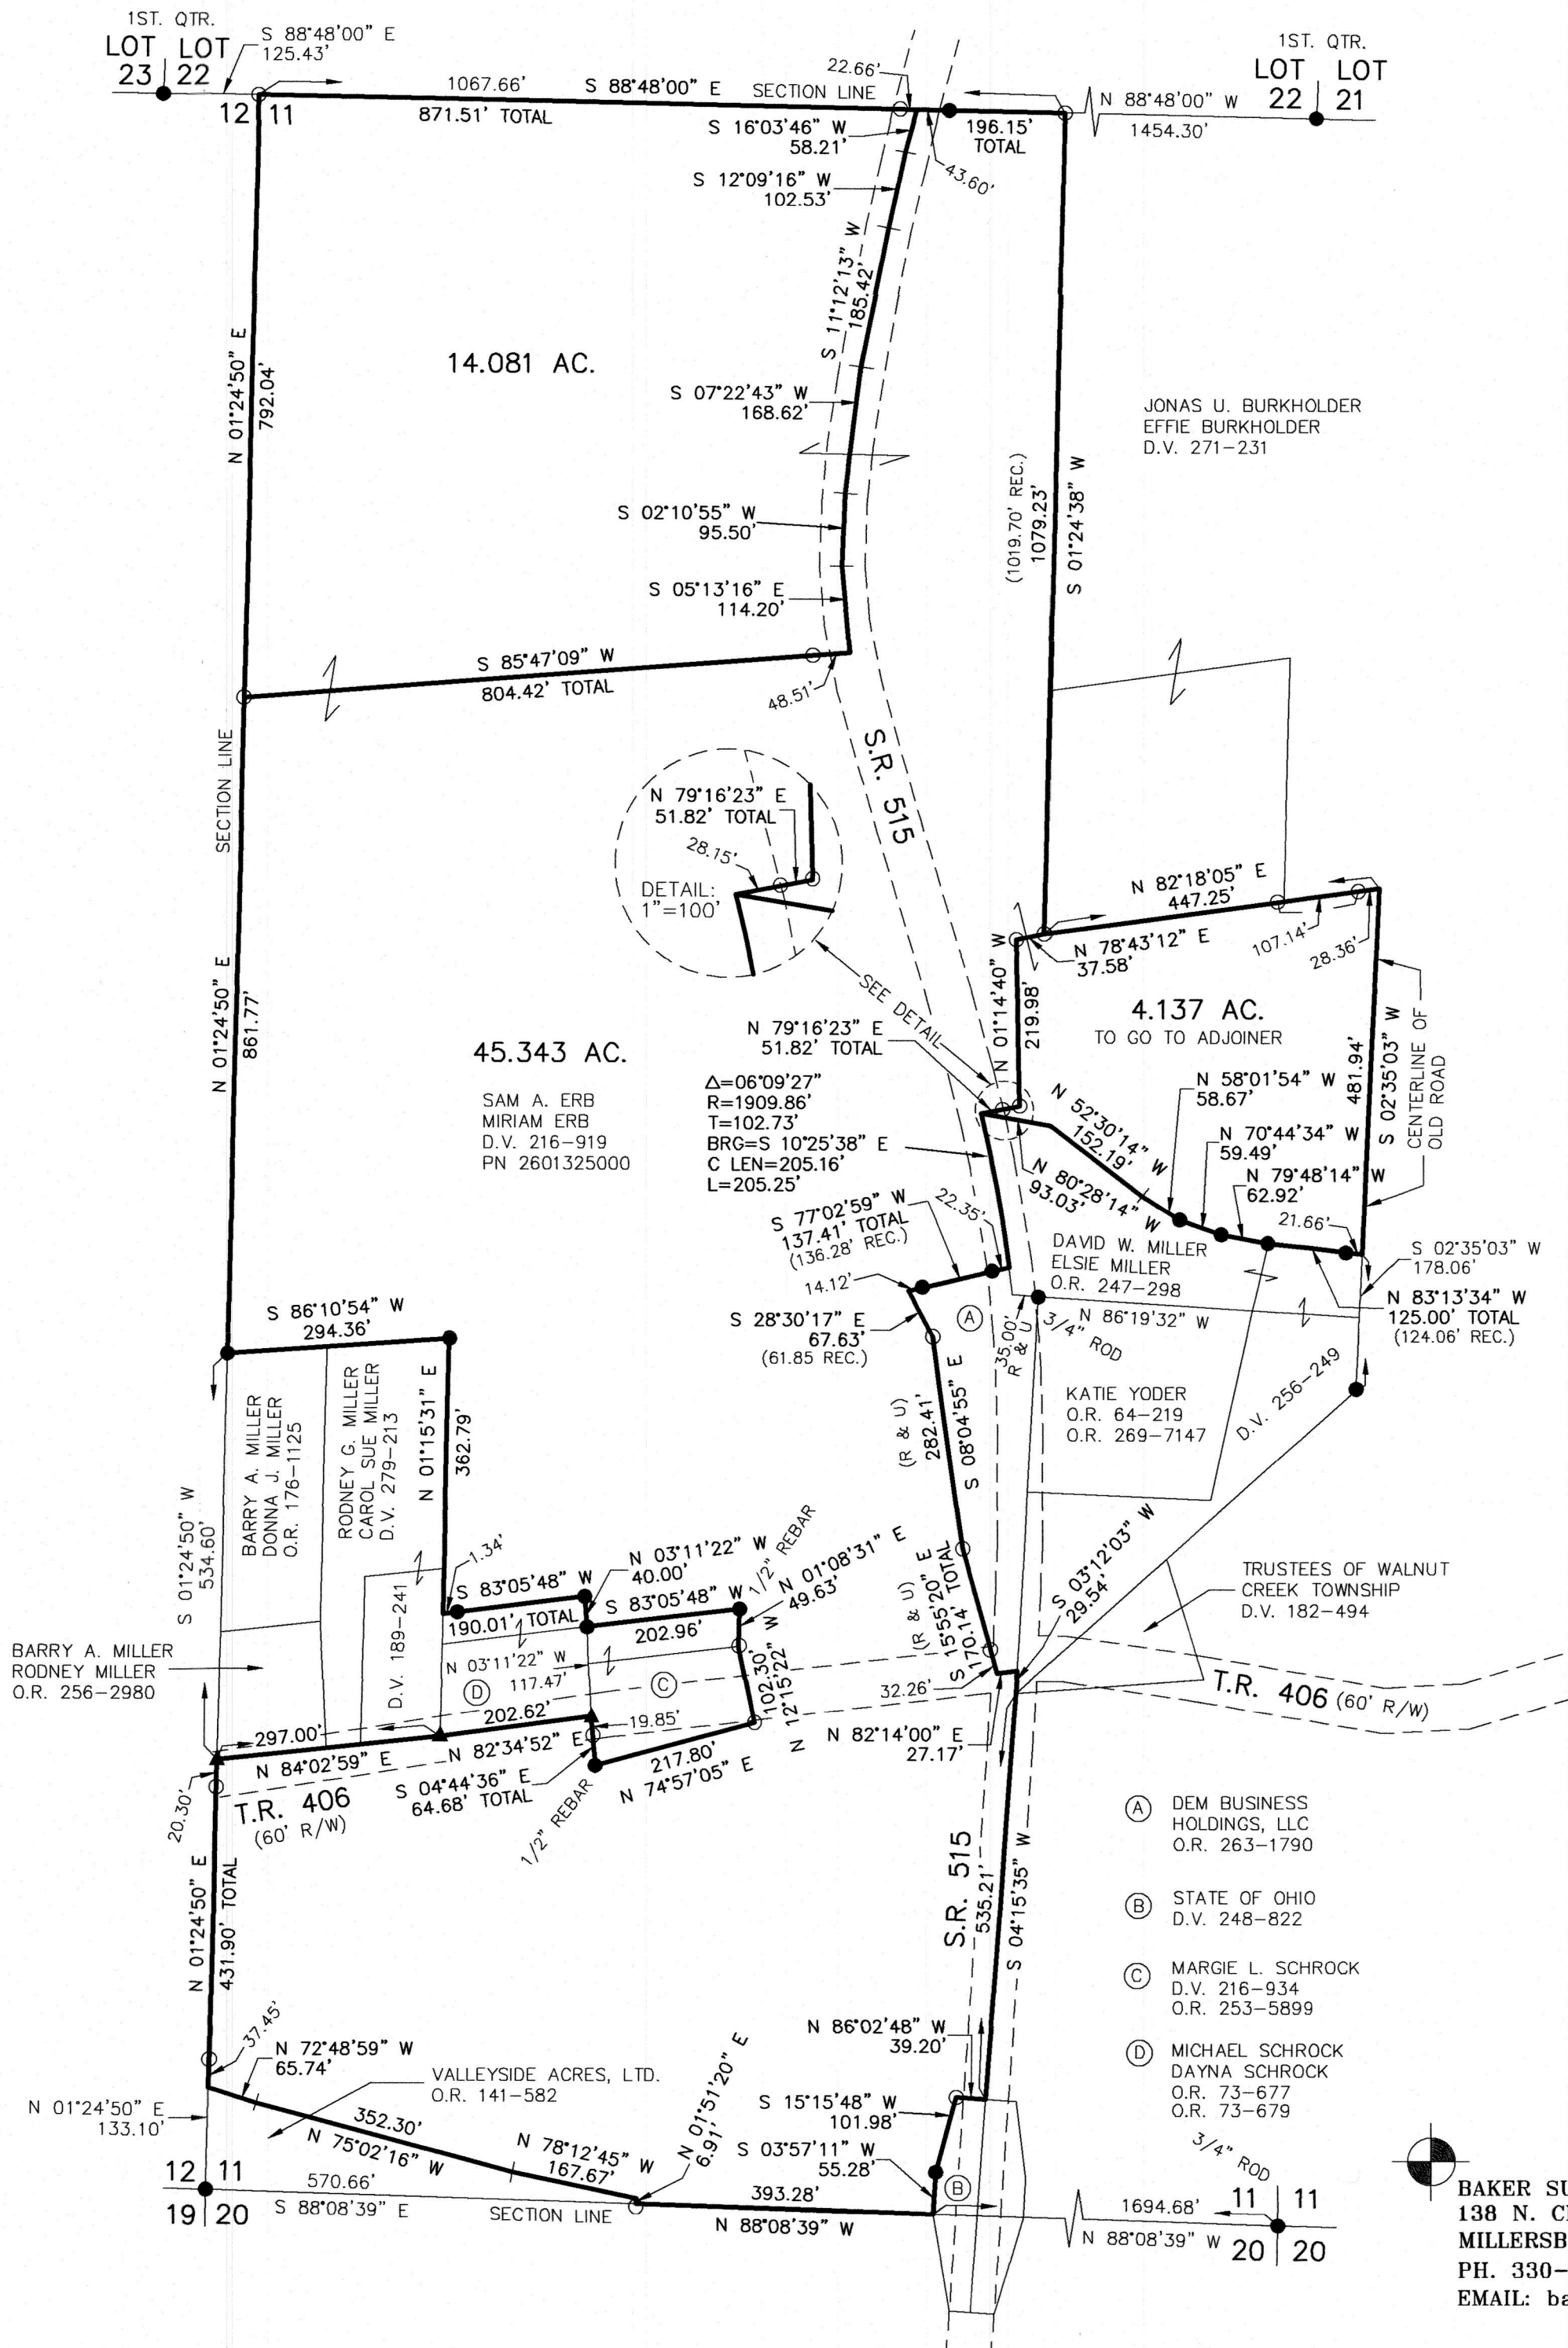 1ST. QTR.
LOT LOT
23 22
S 88°48'00" E
125.43'
12 11
1067.66'
S 88°48'00" E
SECTION LINE
871.51' TOTAL
22.66'
196.15'
TOTAL
43.60'
1ST. QTR.
LOT LOT
22 21
N 88°48'00" W
1454.30'
S 16°03'46" W
58.21'
S 12°09'16" W
102.53'
S 11°12'13" W
185.42'
N 01°24'50" E
792.04'
14.081 AC.
S 07°22'43" W
168.62'
JONAS U. BURKHOLDER
EFFIE BURKHOLDER
D.V. 271-231
(1019.70' REC.)
1079.23'
S 01°24'38" W
S 02°10'55" W
95.50'
S 05°13'16" E
114.20'
S 85°47'09" W
804.42' TOTAL
48.51'
SECTION LINE
S.R. 515
N 79°16'23" E
51.82' TOTAL
28.15'
DETAIL:
1"=100'
SEE DETAIL
N 82°18'05" E
447.25'
N 78°43'12" E
37.58'
107.14'
28.36'
N 01°14'40" W
219.98'
4.137 AC.
TO GO TO ADJOINER
481.94'
S 02°35'03" W
CENTERLINE OF
OLD ROAD
N 01°24'50" E
861.77'
45.343 AC.
SAM A. ERB
MIRIAM ERB
D.V. 216-919
PN 2601325000
N 79°16'23" E
51.82' TOTAL
Δ=06°09'27"
R=1909.86'
T=102.73'
BRG=S 10°25'38" E
C LEN=205.16'
L=205.25'
N 52°30'14" W
152.19'
N 58°01'54" W
58.67'
N 70°44'34" W
59.49'
N 79°48'14" W
62.92'
21.66'
N 80°28'14" W
93.03'
S 77°02'59" W
137.41' TOTAL
(136.28' REC.)
22.35'
14.12'
DAVID W. MILLER
ELSIE MILLER
O.R. 247-298
S 02°35'03" W
178.06'
N 83°13'34" W
125.00' TOTAL
(124.06' REC.)
S 28°30'17" E
67.63'
(61.85 REC.)
A
35.00'
R & U
3/4" ROD
N 86°19'32" W
S 86°10'54" W
294.36'
BARRY A. MILLER
DONNA J. MILLER
O.R. 176-1125
RODNEY G. MILLER
CAROL SUE MILLER
D.V. 279-213
N 01°15'31" E
362.79'
(R & U)
282.41'
S 08°04'55" E
KATIE YODER
O.R. 64-219
O.R. 269-7147
D.V. 256-249
S 01°24'50" W
534.60'
1.34'
S 83°05'48" W
190.01' TOTAL
N 03°11'22" W
40.00'
S 83°05'48" W
202.96'
1/2" REBAR
N 01°08'31" E
49.63'
(R & U)
S 15°55'20" E
170.14' TOTAL
S 03°12'03" W
29.54'
TRUSTEES OF WALNUT
CREEK TOWNSHIP
D.V. 182-494
BARRY A. MILLER
RODNEY MILLER
O.R. 256-2980
D.V. 189-241
N 03°11'22" W
117.47'
D
C
102.30'
N 12°15'22" W
32.26'
T.R. 406 (60' R/W)
297.00'
N 84°02'59" E
202.62'
N 82°34'52" E
19.85'
N 82°14'00" E
27.17'
S 04°44'36" E
64.68' TOTAL
217.80'
N 74°57'05" E
1/2" REBAR
20.30'
T.R. 406
(60' R/W)
N 01°24'50" E
431.90' TOTAL
S.R. 515
535.21'
S 04°15'35" W
A DEM BUSINESS
HOLDINGS, LLC
O.R. 263-1790
B STATE OF OHIO
D.V. 248-822
C MARGIE L. SCHROCK
D.V. 216-934
O.R. 253-5899
D MICHAEL SCHROCK
DAYNA SCHROCK
O.R. 73-677
O.R. 73-679
37.45'
N 72°48'59" W
65.74'
N 86°02'48" W
39.20'
VALLEYSIDE ACRES, LTD.
O.R. 141-582
N 01°24'50" E
133.10'
352.30'
N 75°02'16" W
N 78°12'45" W
167.67'
N 01°51'20" E
6.91'
S 15°15'48" W
101.98'
S 03°57'11" W
55.28'
3/4" ROD
12 11
19 20
570.66'
S 88°08'39" E
SECTION LINE
393.28'
N 88°08'39" W
B
1694.68'
N 88°08'39" W
11 11
20 20
BAKER SU
138 N. C
MILLERSB
PH. 330-
EMAIL: ba